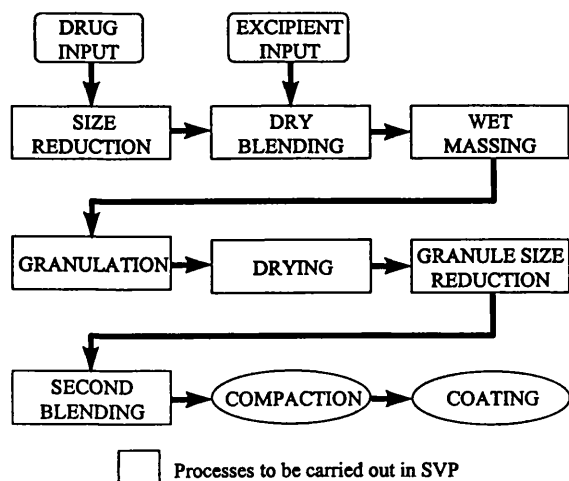 DRUG
INPUT
EXCIPIENT
INPUT
SIZE
REDUCTION
DRY
BLENDING
WET
MASSING
GRANULATION
DRYING
GRANULE SIZE
REDUCTION
SECOND
BLENDING
COMPACTION
COATING
Processes to be carried out in SVP